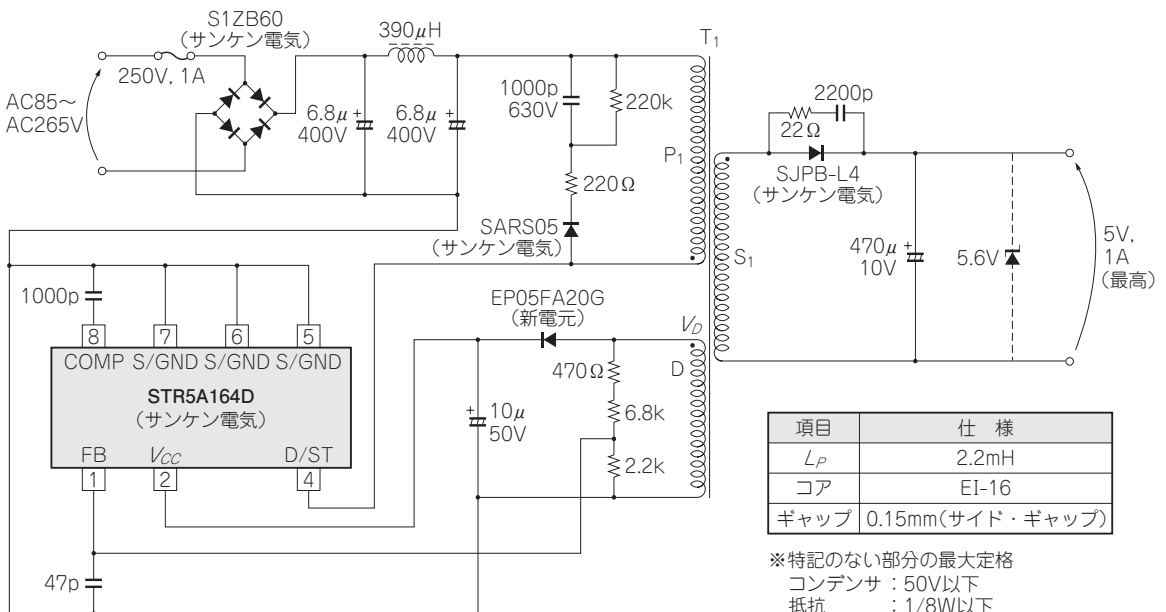 S1ZB60
(サンケン電気)
250V, 1A
AC85〜
AC265V
390μH
6.8μ +
400V
6.8μ +
400V
1000p
630V
220k
220Ω
SARS05
(サンケン電気)
T1
P1
S1
2200p
22Ω
SJPB-L4
(サンケン電気)
470μ +
10V
5.6V
5V,
1A
(最高)
1000p
8
7
6
5
COMP S/GND S/GND S/GND
STR5A164D
(サンケン電気)
FB
VCC
D/ST
1
2
4
47p
EP05FA20G
(新電元)
VD
D
470Ω
6.8k
2.2k
+
10μ
50V
項目 仕 様
LP 2.2mH
コア EI-16
ギャップ 0.15mm(サイド・ギャップ)
※特記のない部分の最大定格
コンデンサ:50V以下
抵抗 :1/8W以下